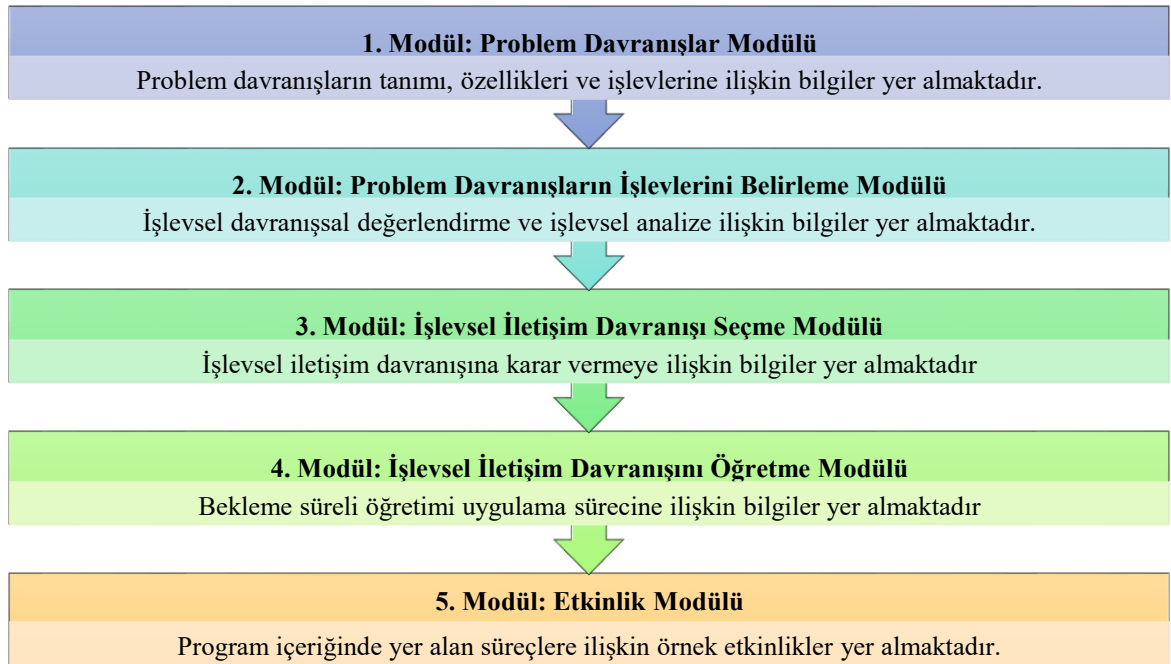 1. Modül: Problem Davranışlar Modülü
Problem davranışların tanımı, özellikleri ve işlevlerine ilişkin bilgiler yer almaktadır.
2. Modül: Problem Davranışların İşlevlerini Belirleme Modülü
İşlevsel davranışsal değerlendirme ve işlevsel analize ilişkin bilgiler yer almaktadır.
3. Modül: İşlevsel İletişim Davranışı Seçme Modülü
İşlevsel iletişim davranışına karar vermeye ilişkin bilgiler yer almaktadır
4. Modül: İşlevsel İletişim Davranışını Öğretme Modülü
Bekleme süreli öğretimi uygulama sürecine ilişkin bilgiler yer almaktadır
5. Modül: Etkinlik Modülü
Program içeriğinde yer alan süreçlere ilişkin örnek etkinlikler yer almaktadır.